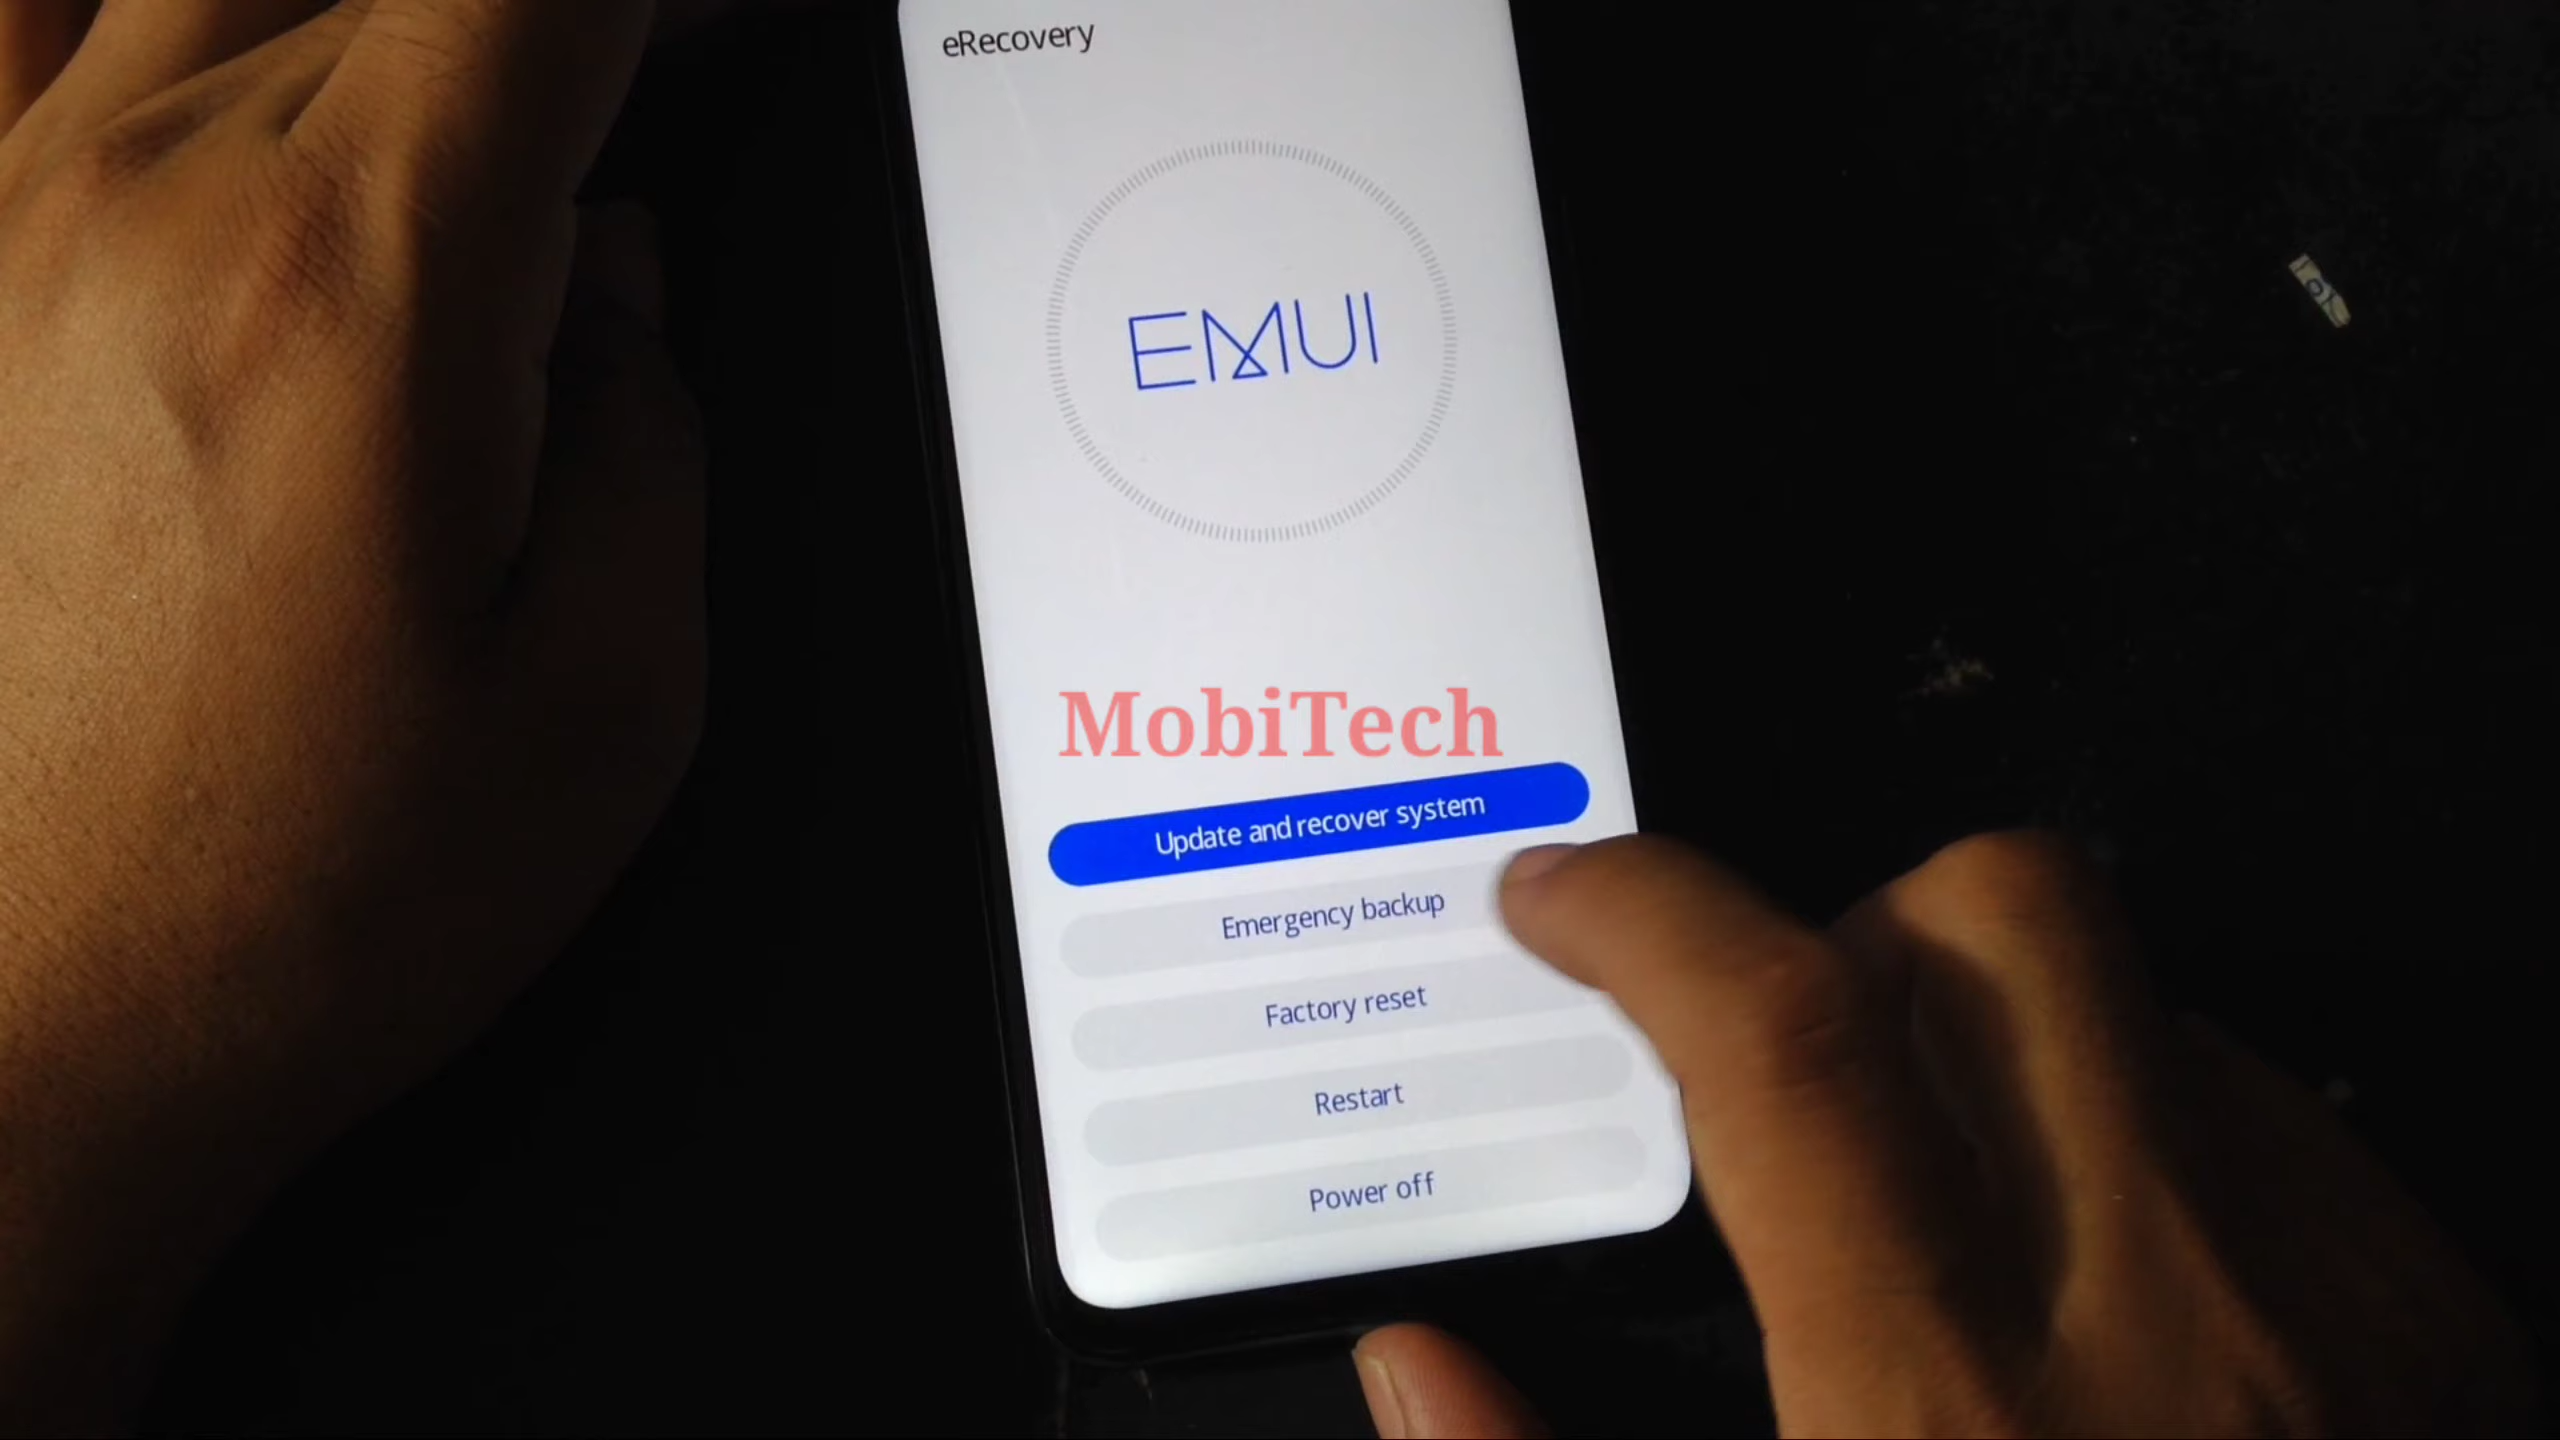 eRecovery
EMUI
MobiTech
Update and recover system
Emergency backup
Factory reset
Restart
Power off